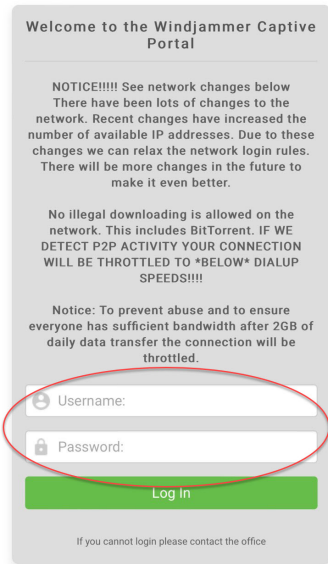 Welcome to the Windjammer Captive
Portal
NOTICE!!!!! See network changes below
There have been lots of changes to the
network. Recent changes have increased the
number of available IP addresses. Due to these
changes we can relax the network login rules.
There will be more changes in the future to
make it even better.
No illegal downloading is allowed on the
network. This includes BitTorrent. IF WE
DETECT P2P ACTIVITY YOUR CONNECTION
WILL BE THROTTLED TO *BELOW* DIALUP
SPEEDS!!!!
Notice: To prevent abuse and to ensure
everyone has sufficient bandwidth after 2GB of
daily data transfer the connection will be
throttled.
Username:
Password:
Log In
If you cannot login please contact the office